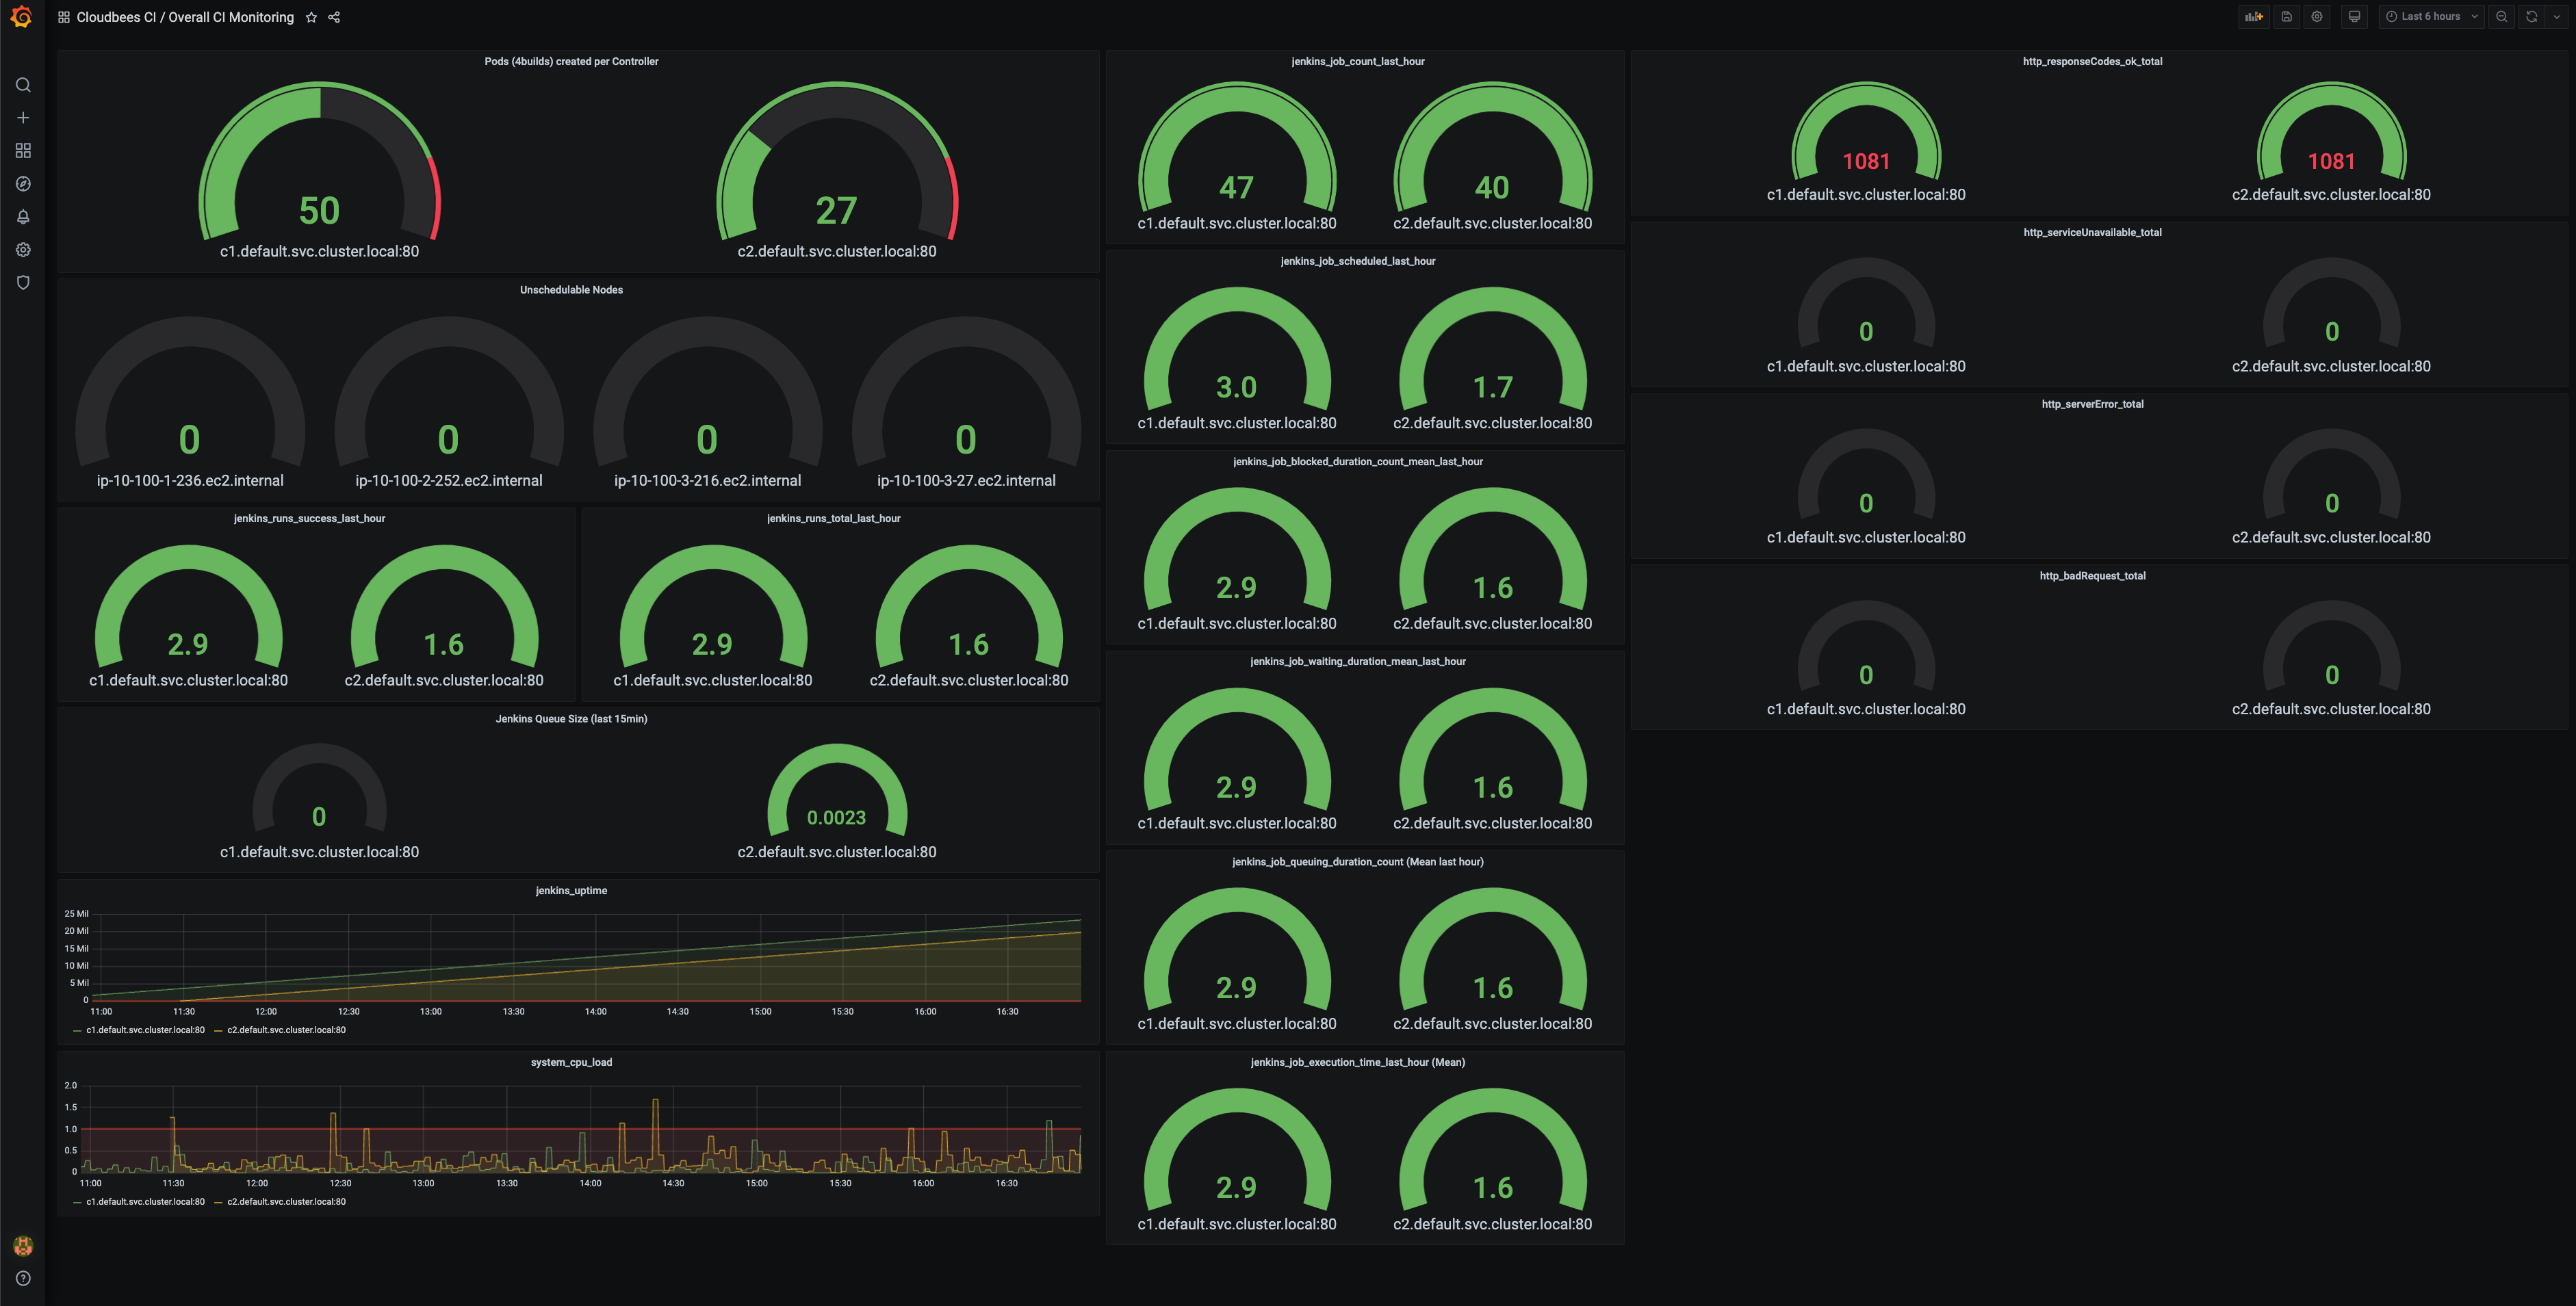 Cloudbees CI / Overall CI Monitoring
Last 6 hours
Pods (4builds) created per Controller
50
c1.default.svc.cluster.local:80
27
c2.default.svc.cluster.local:80
Unschedulable Nodes
0
ip-10-100-1-236.ec2.internal
0
ip-10-100-2-252.ec2.internal
0
ip-10-100-3-216.ec2.internal
0
ip-10-100-3-27.ec2.internal
jenkins_runs_success_last_hour
2.9
c1.default.svc.cluster.local:80
1.6
c2.default.svc.cluster.local:80
jenkins_runs_total_last_hour
2.9
c1.default.svc.cluster.local:80
1.6
c2.default.svc.cluster.local:80
Jenkins Queue Size (last 15min)
0
c1.default.svc.cluster.local:80
0.0023
c2.default.svc.cluster.local:80
jenkins_uptime
25 Mil
20 Mil
15 Mil
10 Mil
5 Mil
0
11:00 11:30 12:00 12:30 13:00 13:30 14:00 14:30 15:00 15:30 16:00 16:30
c1.default.svc.cluster.local:80 c2.default.svc.cluster.local:80
system_cpu_load
2.0
1.5
1.0
0.5
0
11:00 11:30 12:00 12:30 13:00 13:30 14:00 14:30 15:00 15:30 16:00 16:30
c1.default.svc.cluster.local:80 c2.default.svc.cluster.local:80
jenkins_job_count_last_hour
47
c1.default.svc.cluster.local:80
40
c2.default.svc.cluster.local:80
jenkins_job_scheduled_last_hour
3.0
c1.default.svc.cluster.local:80
1.7
c2.default.svc.cluster.local:80
jenkins_job_blocked_duration_count_mean_last_hour
2.9
c1.default.svc.cluster.local:80
1.6
c2.default.svc.cluster.local:80
jenkins_job_waiting_duration_mean_last_hour
2.9
c1.default.svc.cluster.local:80
1.6
c2.default.svc.cluster.local:80
jenkins_job_queuing_duration_count (Mean last hour)
2.9
c1.default.svc.cluster.local:80
1.6
c2.default.svc.cluster.local:80
jenkins_job_execution_time_last_hour (Mean)
2.9
c1.default.svc.cluster.local:80
1.6
c2.default.svc.cluster.local:80
http_responseCodes_ok_total
1081
c1.default.svc.cluster.local:80
1081
c2.default.svc.cluster.local:80
http_serviceUnavailable_total
0
c1.default.svc.cluster.local:80
0
c2.default.svc.cluster.local:80
http_serverError_total
0
c1.default.svc.cluster.local:80
0
c2.default.svc.cluster.local:80
http_badRequest_total
0
c1.default.svc.cluster.local:80
0
c2.default.svc.cluster.local:80